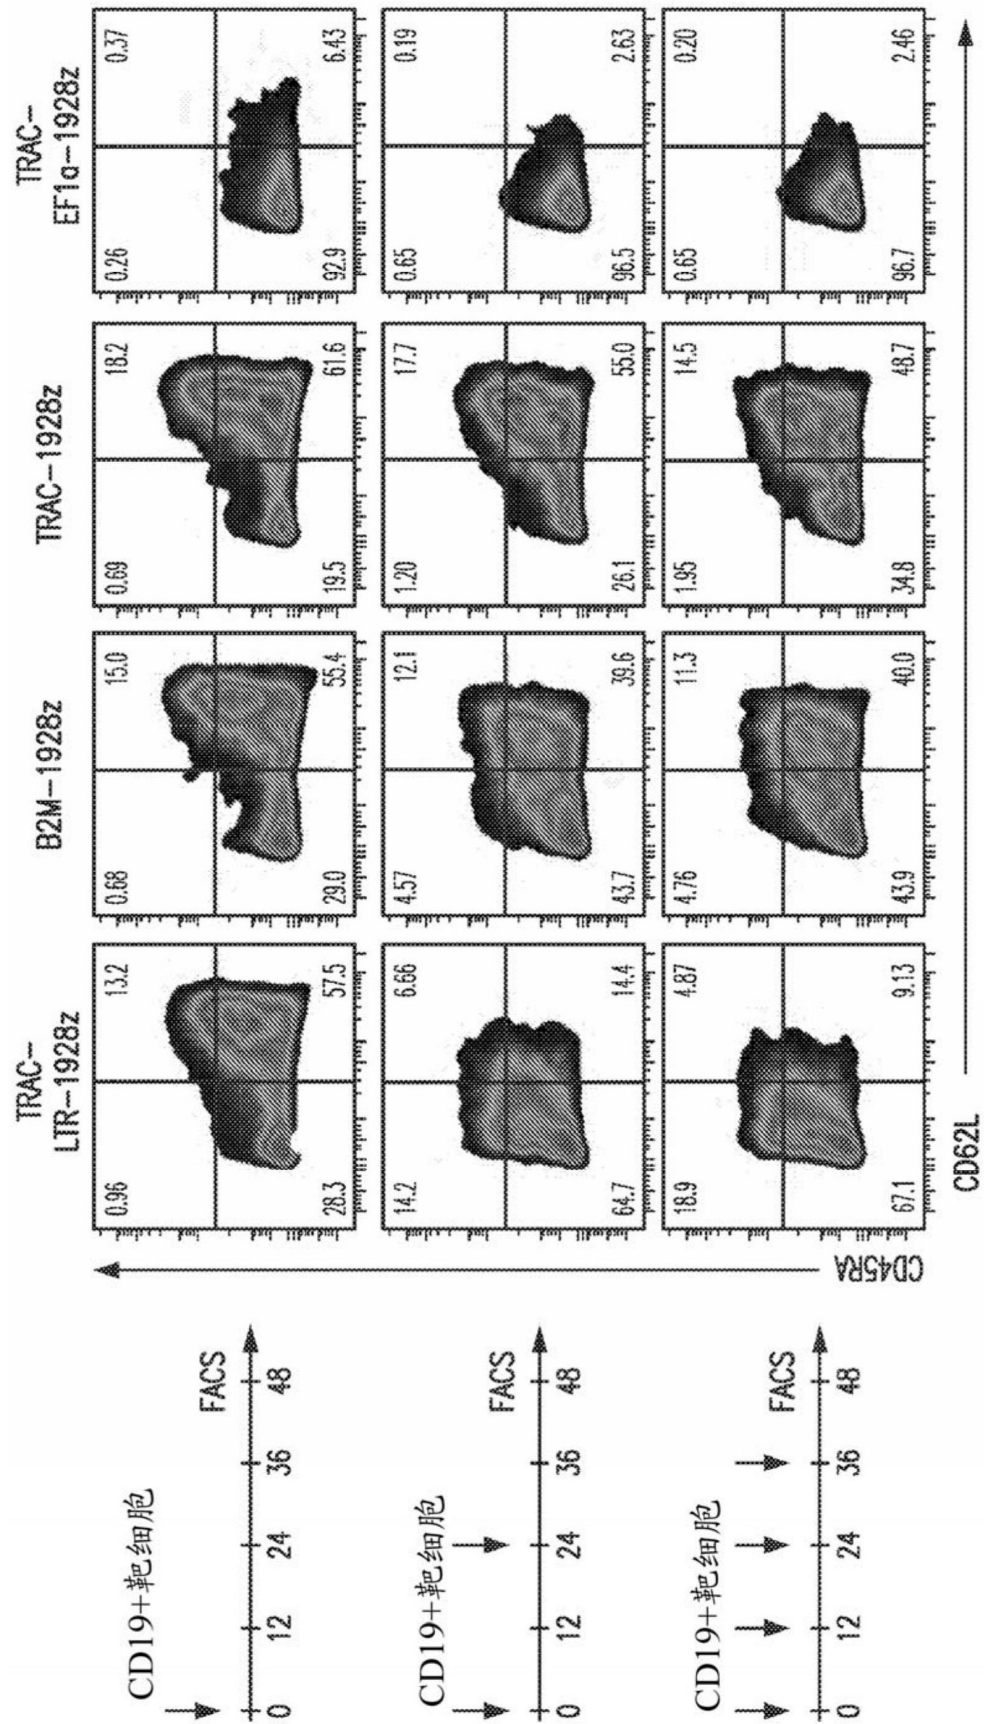 TRAC-
LTR-1928z
B2M-1928z
TRAC-1928z
TRAC-
EF1a-1928z
CD19+靶细胞
FACS
0 12 24 36 48
0.96 13.2
28.3 57.5
0.68 15.0
29.0 55.4
0.69 18.2
19.5 61.6
0.26 0.37
92.9 6.43
CD19+靶细胞
FACS
0 12 24 36 48
14.2 6.66
64.7 14.4
4.57 12.1
43.7 39.6
1.20 17.7
26.1 55.0
0.65 0.19
96.5 2.63
CD19+靶细胞
FACS
0 12 24 36 48
18.9 4.87
67.1 9.13
4.76 11.3
43.9 40.0
1.95 14.5
34.8 48.7
0.65 0.20
96.7 2.46
CD45RA
CD62L